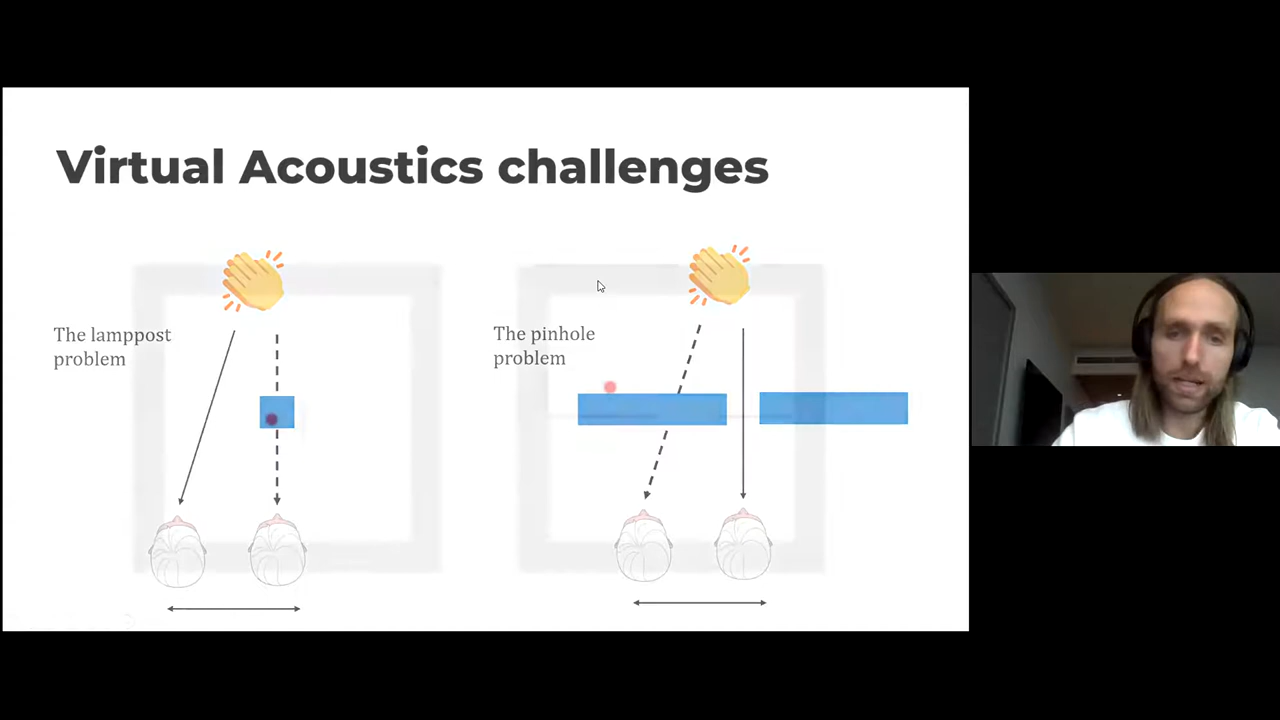 Virtual Acoustics challenges
The lamppost
problem
The pinhole
problem